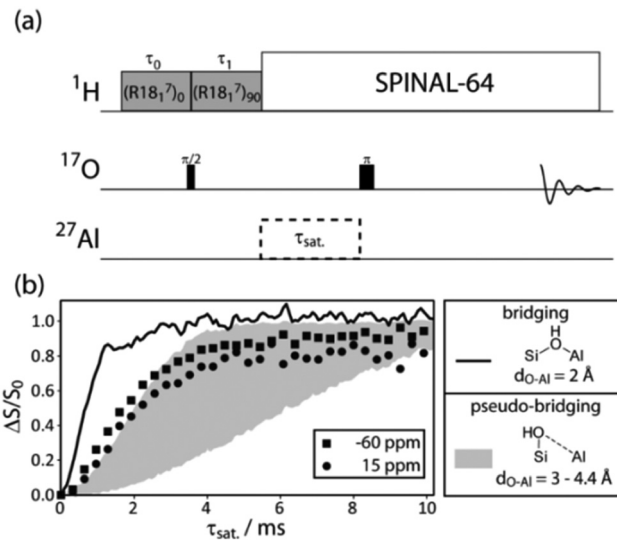 (a)
τ₀ τ₁
¹H (R18₁⁷)₀ (R18₁⁷)₉₀ SPINAL-64
¹⁷O π/2 π
²⁷Al τsat.
(b)
ΔS/S₀
1.0
0.8
0.6
0.4
0.2
0.0
0 2 4 6 8 10
τsat. / ms
-60 ppm
15 ppm
bridging
H
O
Si Al
dO-Al = 2 Å
pseudo-bridging
HO
Si Al
dO-Al = 3 - 4.4 Å